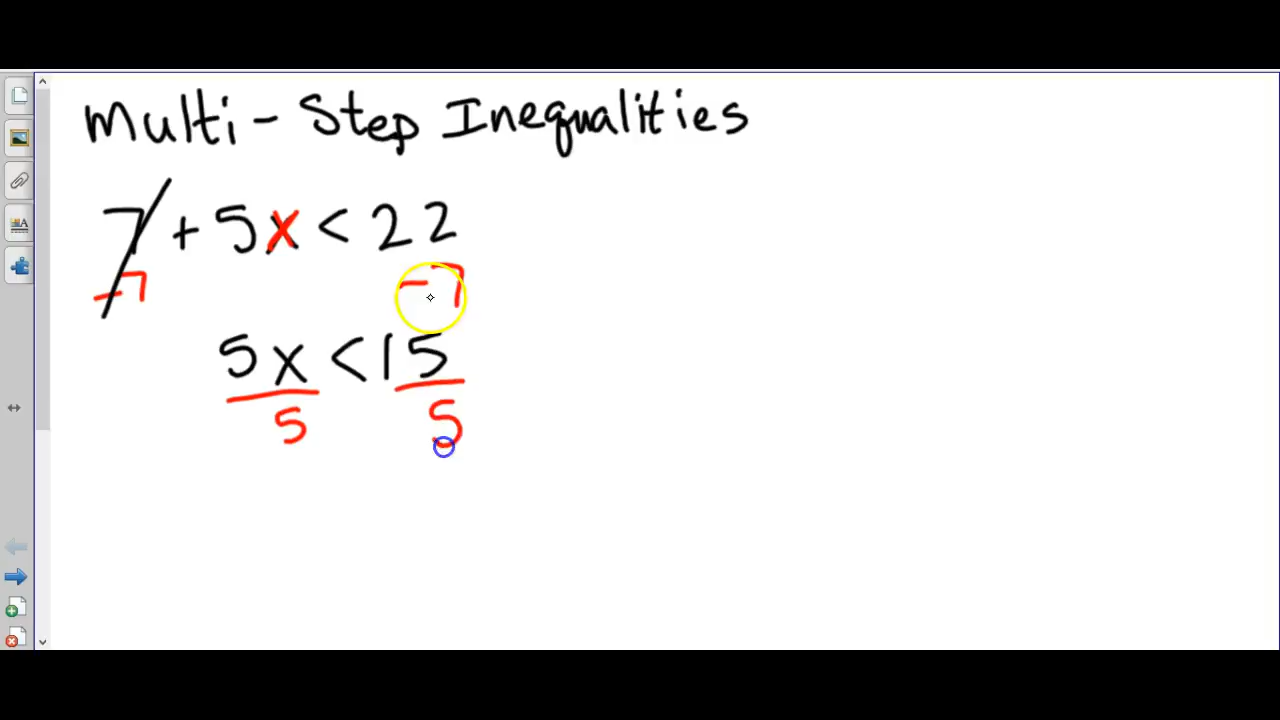 Multi-Step Inequalities
7 + 5x < 22
-7 -7
5x < 15
5 5